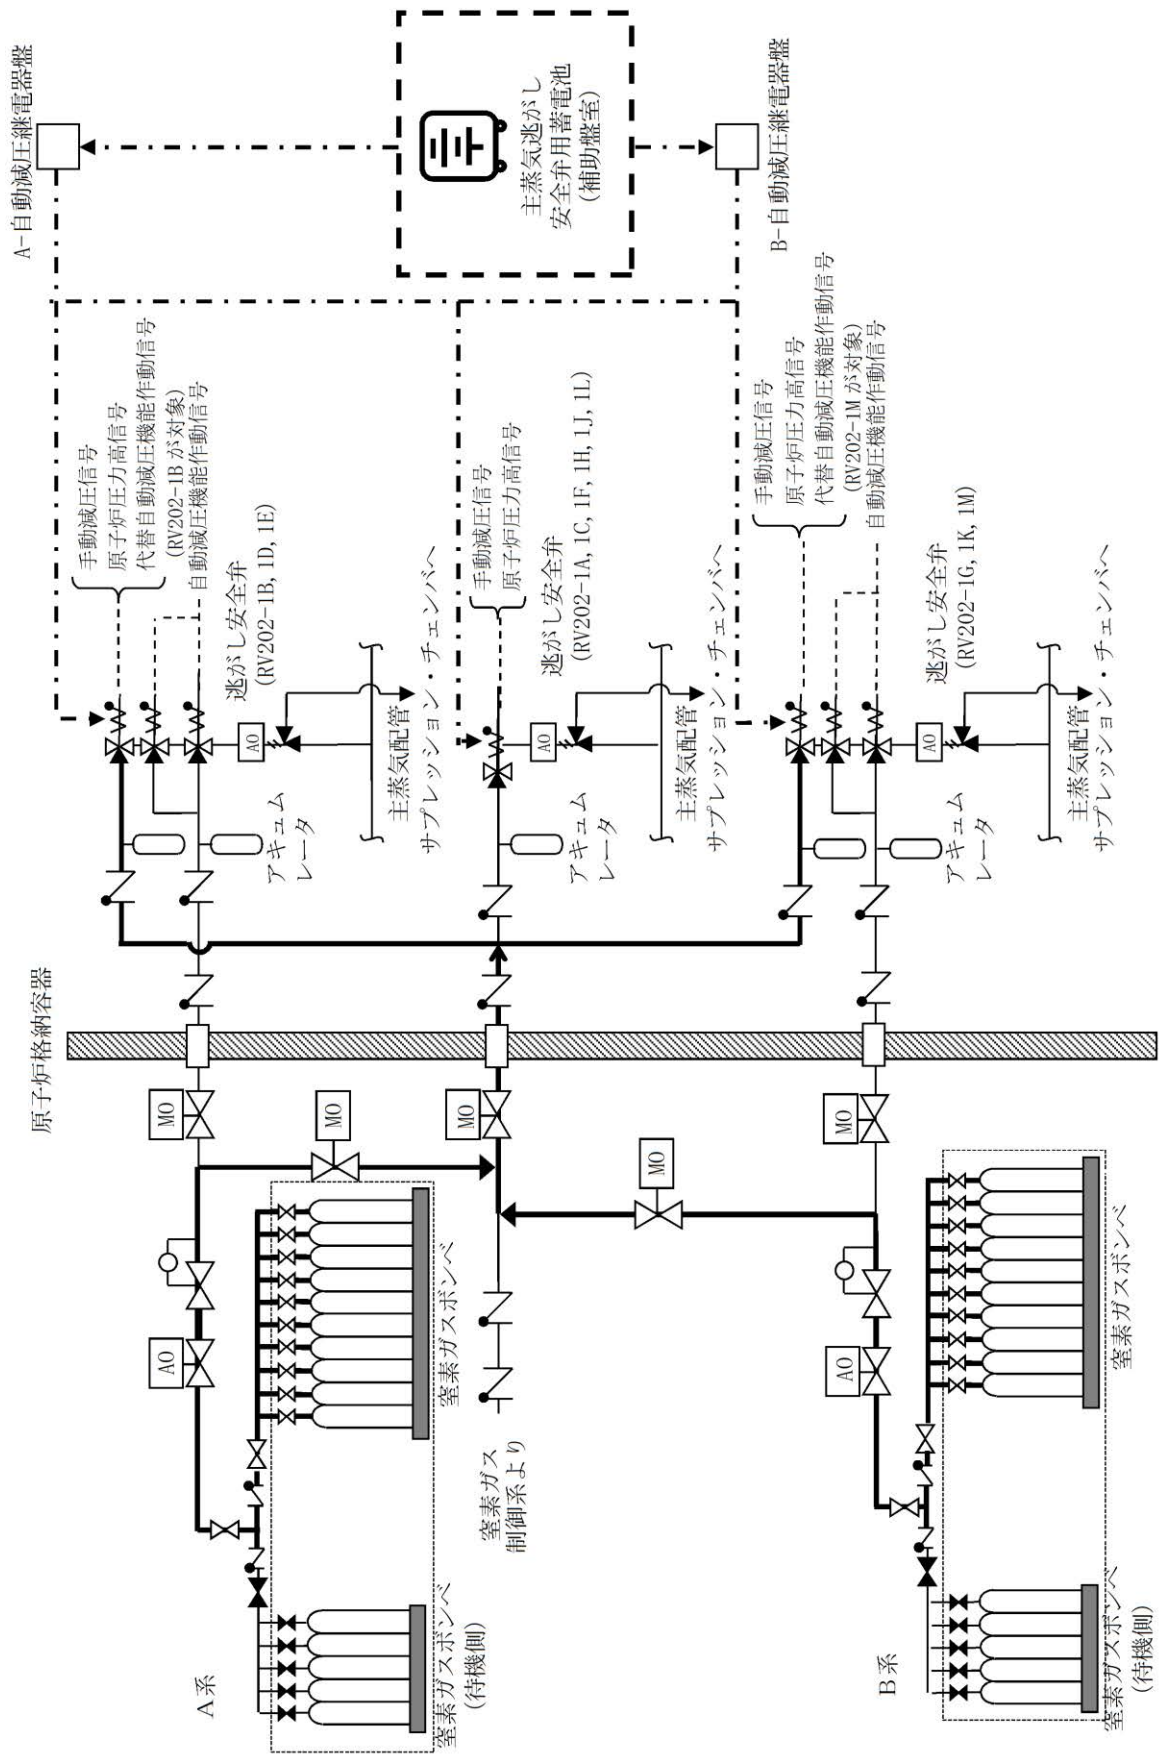 A-自動減圧継電器盤
主蒸気逃がし
安全弁用蓄電池
(補助盤室)
B-自動減圧継電器盤
手動減圧信号
原子炉圧力高信号
代替自動減圧機能作動信号
(RV202-1Bが対象)
自動減圧機能作動信号
逃がし安全弁
(RV202-1B, 1D, 1E)
AO
アキュム
レータ
主蒸気配管
サプレッション・チェンバへ
手動減圧信号
原子炉圧力高信号
逃がし安全弁
(RV202-1A, 1C, 1F, 1H, 1J, 1L)
AO
アキュム
レータ
主蒸気配管
サプレッション・チェンバへ
手動減圧信号
原子炉圧力高信号
代替自動減圧機能作動信号
(RV202-1Mが対象)
自動減圧機能作動信号
逃がし安全弁
(RV202-1G, 1K, 1M)
AO
アキュム
レータ
主蒸気配管
サプレッション・チェンバへ
原子炉格納容器
MO
MO
MO
MO
MO
AO
AO
窒素ガスボンベ
窒素ガス
制御系より
窒素ガスボンベ
A系
窒素ガスボンベ
(待機側)
B系
窒素ガスボンベ
(待機側)